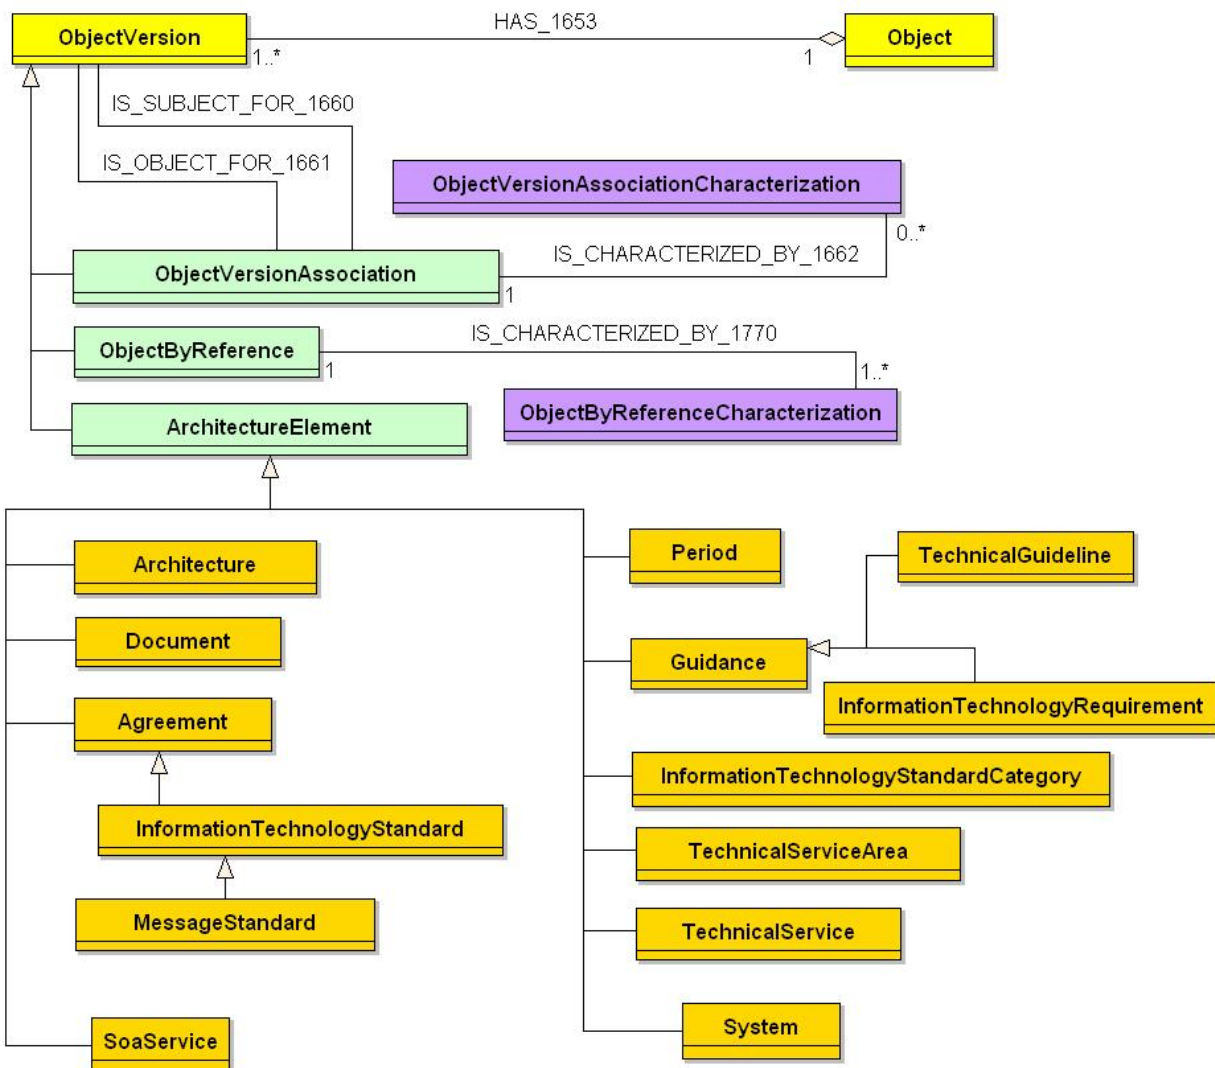 HAS_1653
ObjectVersion
Object
1..*
1
IS_SUBJECT_FOR_1660
IS_OBJECT_FOR_1661
ObjectVersionAssociationCharacterization
0..*
IS_CHARACTERIZED_BY_1662
ObjectVersionAssociation
1
IS_CHARACTERIZED_BY_1770
ObjectByReference
1
1..*
ObjectByReferenceCharacterization
ArchitectureElement
Architecture
Document
Agreement
InformationTechnologyStandard
MessageStandard
SoaService
Period
TechnicalGuideline
Guidance
InformationTechnologyRequirement
InformationTechnologyStandardCategory
TechnicalServiceArea
TechnicalService
System